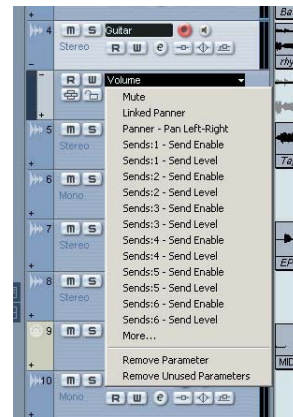 Ba
4 m S Guitar
Stereo R W e
rhy
R W Volume
Mute
Linked Panner
5 m S Panner - Pan Left-Right
Stereo Sends:1 - Send Enable
Ta
Sends:1 - Send Level
Sends:2 - Send Enable
6 m S Sends:2 - Send Level
Mono Sends:3 - Send Enable
Sends:3 - Send Level
7 m S Sends:4 - Send Enable
Stereo Sends:4 - Send Level
EF
Sends:5 - Send Enable
8 m S Sends:5 - Send Level
Stereo Sends:6 - Send Enable
Sends:6 - Send Level
9 m S More...
Remove Parameter
MID
10 m S Remove Unused Parameters
Mono R W e